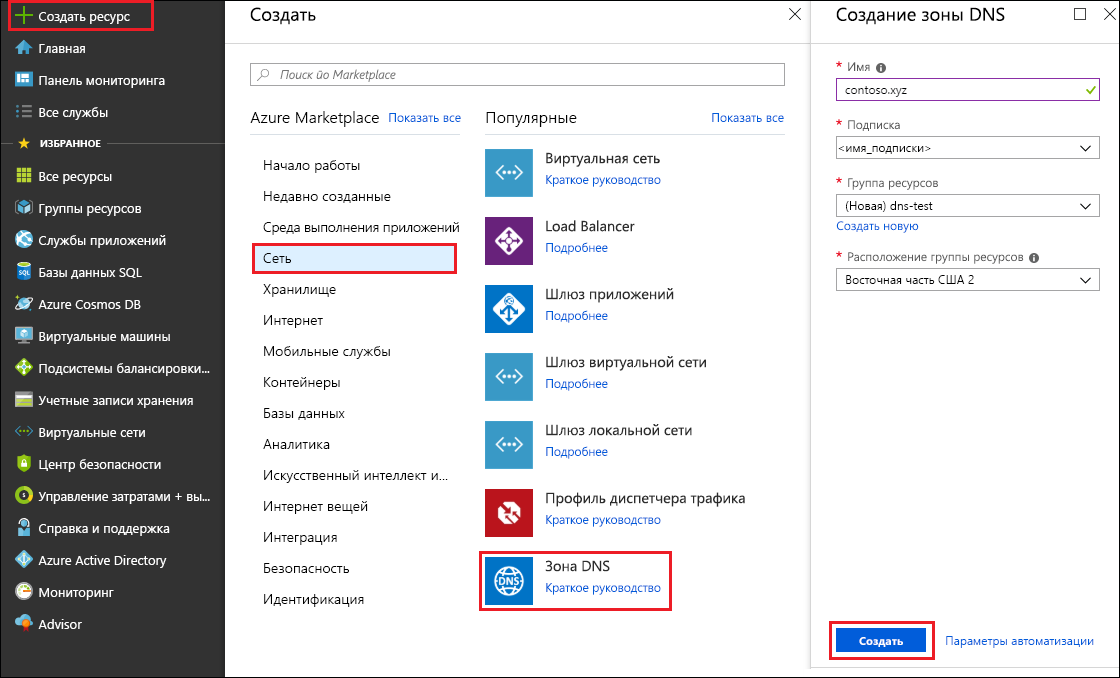 Создать ресурс
Главная
Панель мониторинга
Все службы
ИЗБРАННОЕ
Все ресурсы
Группы ресурсов
Службы приложений
Базы данных SQL
Azure Cosmos DB
Виртуальные машины
Подсистемы балансировки...
Учетные записи хранения
Виртуальные сети
Центр безопасности
Управление затратами + вы...
Справка и поддержка
Azure Active Directory
Мониторинг
Advisor
Создать
Поиск йо Marketplace
Azure Marketplace Показать все
Начало работы
Недавно созданные
Среда выполнения приложений
Сеть
Хранилище
Интернет
Мобильные службы
Контейнеры
Базы данных
Аналитика
Искусственный интеллект и...
Интернет вещей
Интеграция
Безопасность
Идентификация
Популярные Показать все
Виртуальная сеть
Краткое руководство
Load Balancer
Подробнее
Шлюз приложений
Подробнее
Шлюз виртуальной сети
Подробнее
Шлюз локальной сети
Подробнее
Профиль диспетчера трафика
Краткое руководство
DNS
Зона DNS
Краткое руководство
Создание зоны DNS
* Имя
contoso.xyz
* Подписка
<имя_подписки>
* Группа ресурсов
(Новая) dns-test
Создать новую
* Расположение группы ресурсов
Восточная часть США 2
Создать Параметры автоматизации